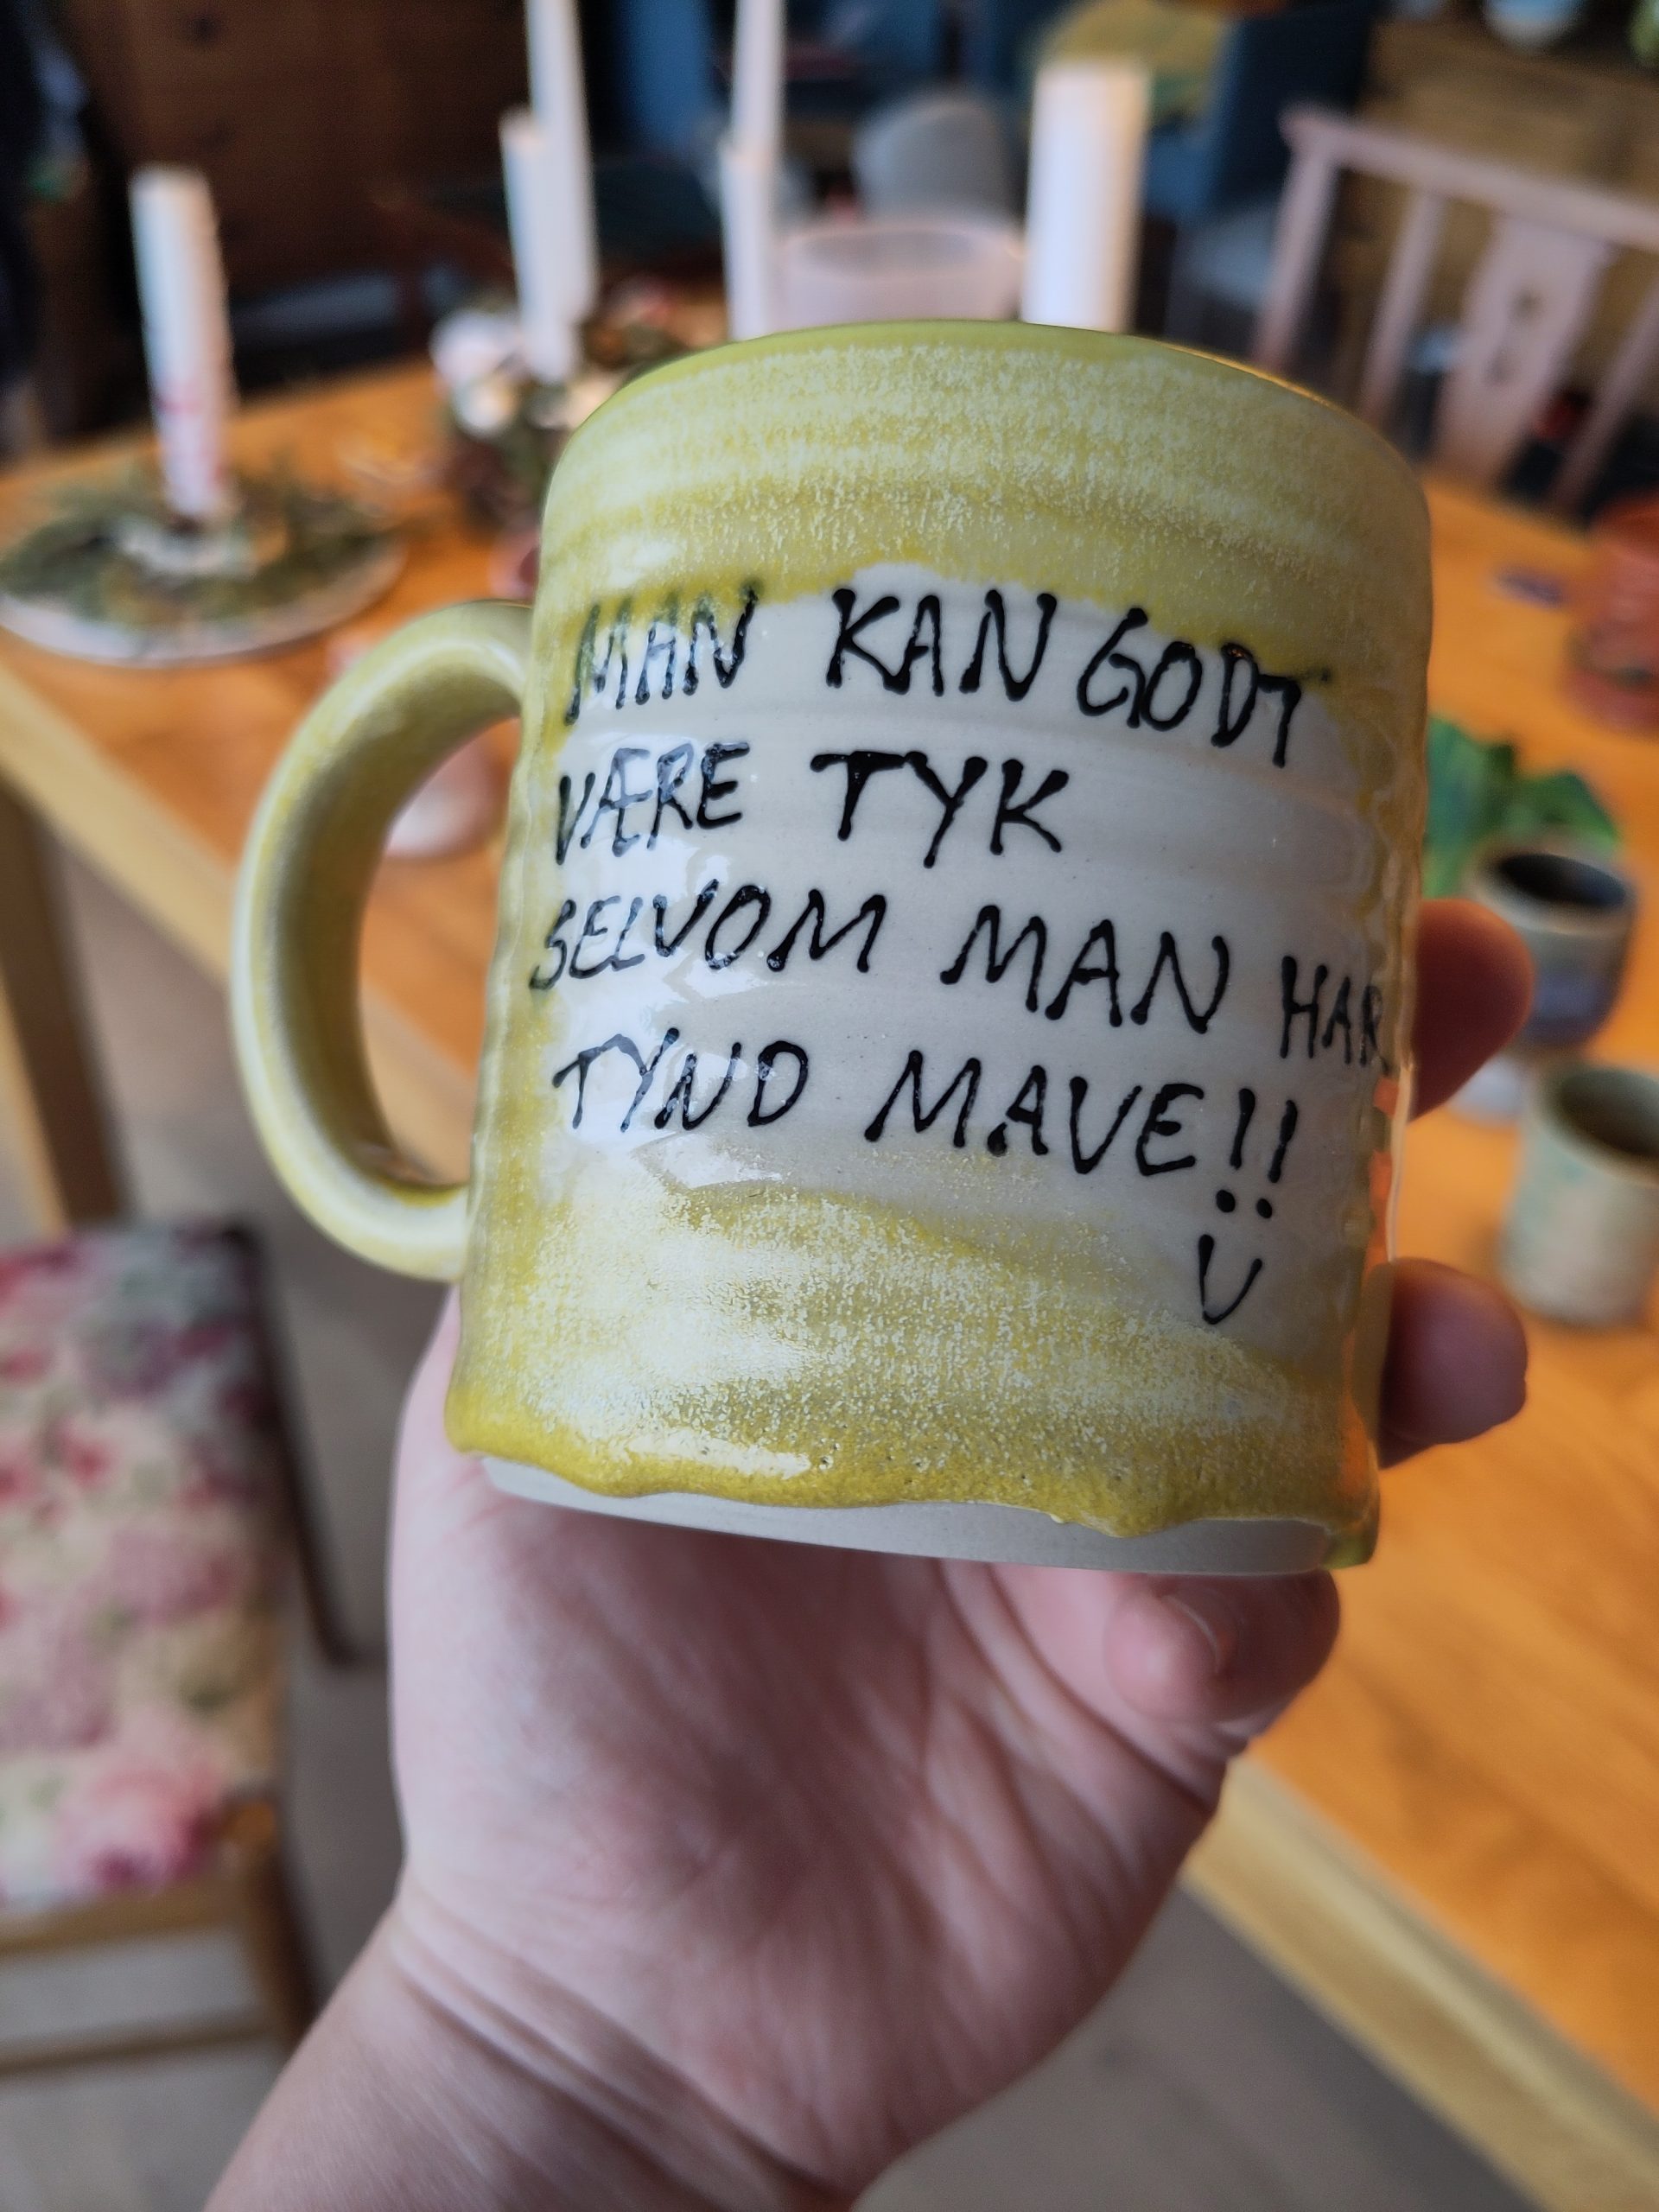 MAN KAN GODT
VÆRE TYK
SELVOM MAN HAR
TYND MAVE!!